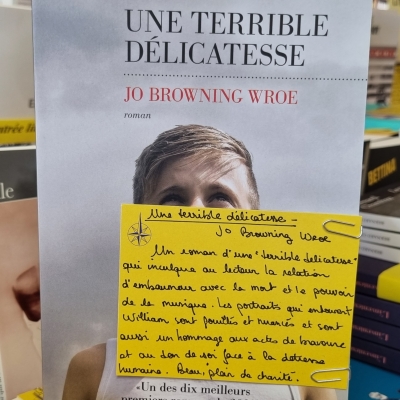 UNE TERRIBLE
DÉLICATESSE
JO BROWNING WROE
roman
Une terrible délicatesse -
Jo Browning Wroe
Un roman d'une "terrible délicatesse"
qui inculque au lecteur la relation
d'embaumeur avec la mort et le pouvoir
de la musique. Les portraits qui entourent
William sont fouillés et nuancés et sont
aussi un hommage aux actes de bravoure
et au don de soi face à la détresse
humaine. Beau, plein de charité.
«Un des dix meilleurs
BETTINA